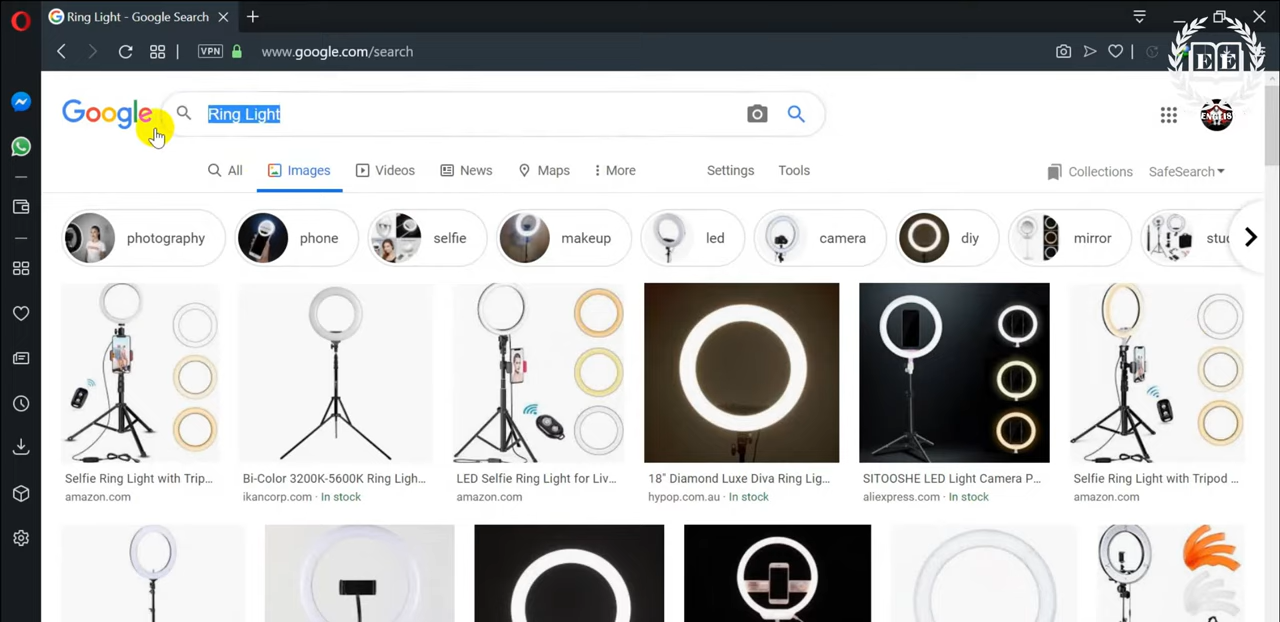 Ring Light - Google Search
VPN
www.google.com/search
E E
Google
Ring Light
ENGLIS
All
Images
Videos
News
Maps
More
Settings
Tools
Collections
SafeSearch
photography
phone
selfie
makeup
led
camera
diy
mirror
stu
Selfie Ring Light with Trip...
Bi-Color 3200K-5600K Ring Ligh...
LED Selfie Ring Light for Liv...
18" Diamond Luxe Diva Ring Lig...
SITOOSHE LED Light Camera P...
Selfie Ring Light with Tripod ...
amazon.com
ikancorp.com · In stock
amazon.com
hypop.com.au · In stock
aliexpress.com · In stock
amazon.com